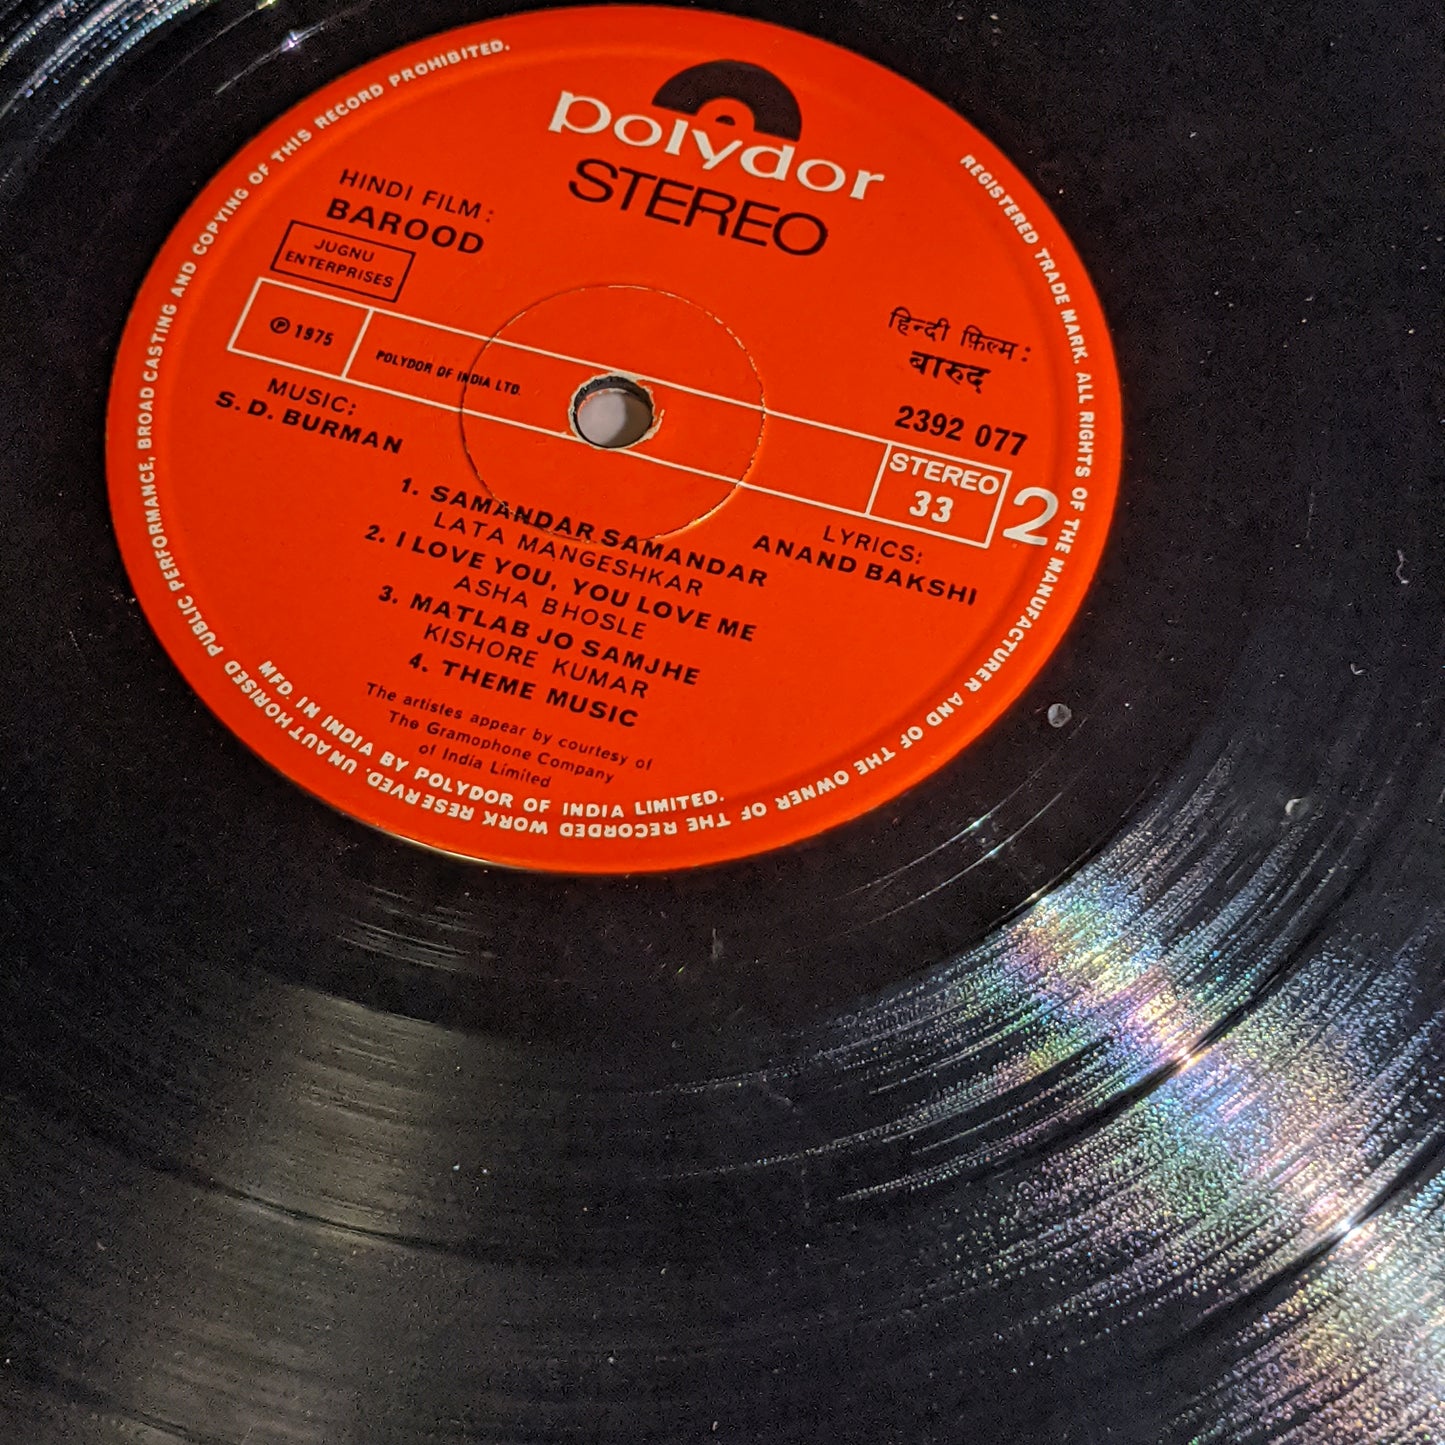 polydor
STEREO
HINDI FILM:
BAROOD
JUGNU
ENTERPRISES
Ⓟ 1975
POLYDOR OF INDIA LTD.
हिन्दी फ़िल्म:
बारुद
2392 077
STEREO
33
2
MUSIC:
S. D. BURMAN
LYRICS:
ANAND BAKSHI
1. SAMANDAR SAMANDAR
LATA MANGESHKAR
2. I LOVE YOU, YOU LOVE ME
ASHA BHOSLE
3. MATLAB JO SAMJHE
KISHORE KUMAR
4. THEME MUSIC
The artistes appear by courtesy of
The Gramophone Company
of India Limited
MFD. IN INDIA BY POLYDOR OF INDIA LIMITED.
REGISTERED TRADE MARK. ALL RIGHTS OF THE MANUFACTURER AND OF THE OWNER OF THE RECORDED WORK RESERVED. UNAUTHORISED PUBLIC PERFORMANCE, BROAD CASTING AND COPYING OF THIS RECORD PROHIBITED.